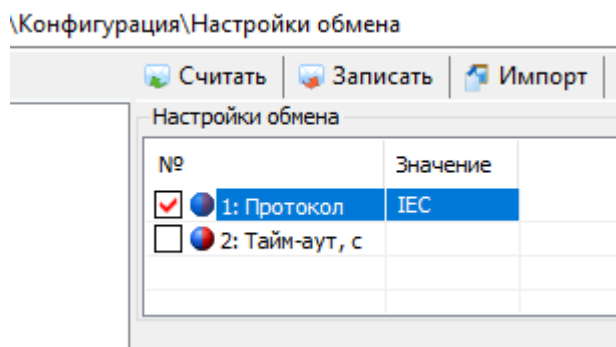 \Конфигурация\Настройки обмена
Считать Записать Импорт
Настройки обмена
№ Значение
1: Протокол IEC
2: Тайм-аут, с